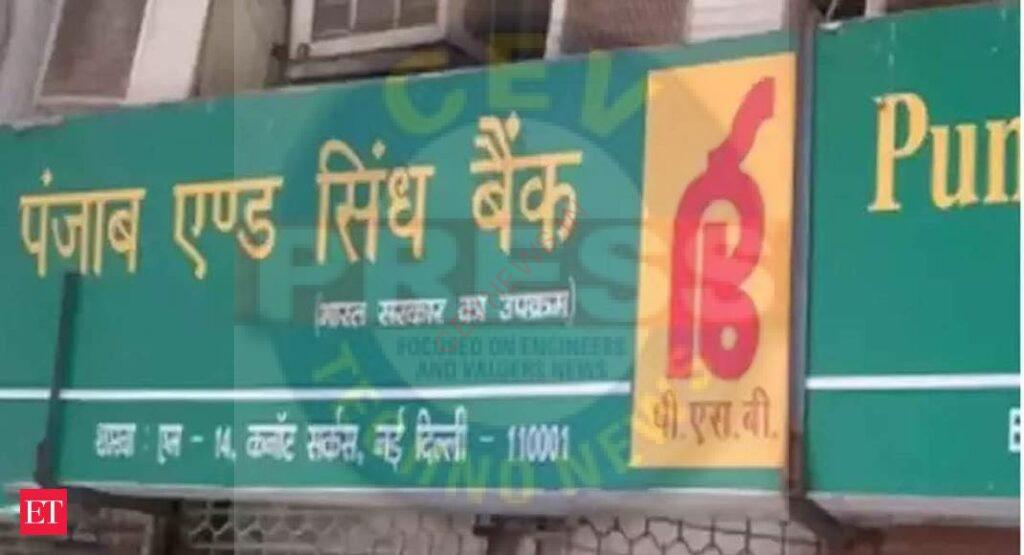 पंजाब एण्ड सिंध बैंक
(भारत सरकार का उपक्रम)
शाखा : एन - 14, कनॉट सर्कस, नई दिल्ली - 110001
पी.एस.बी.
Pun
CEV
PRESS
FOCUSED ON ENGINEERS
AND VALUERS NEWS
TECHNO NEWS
ET